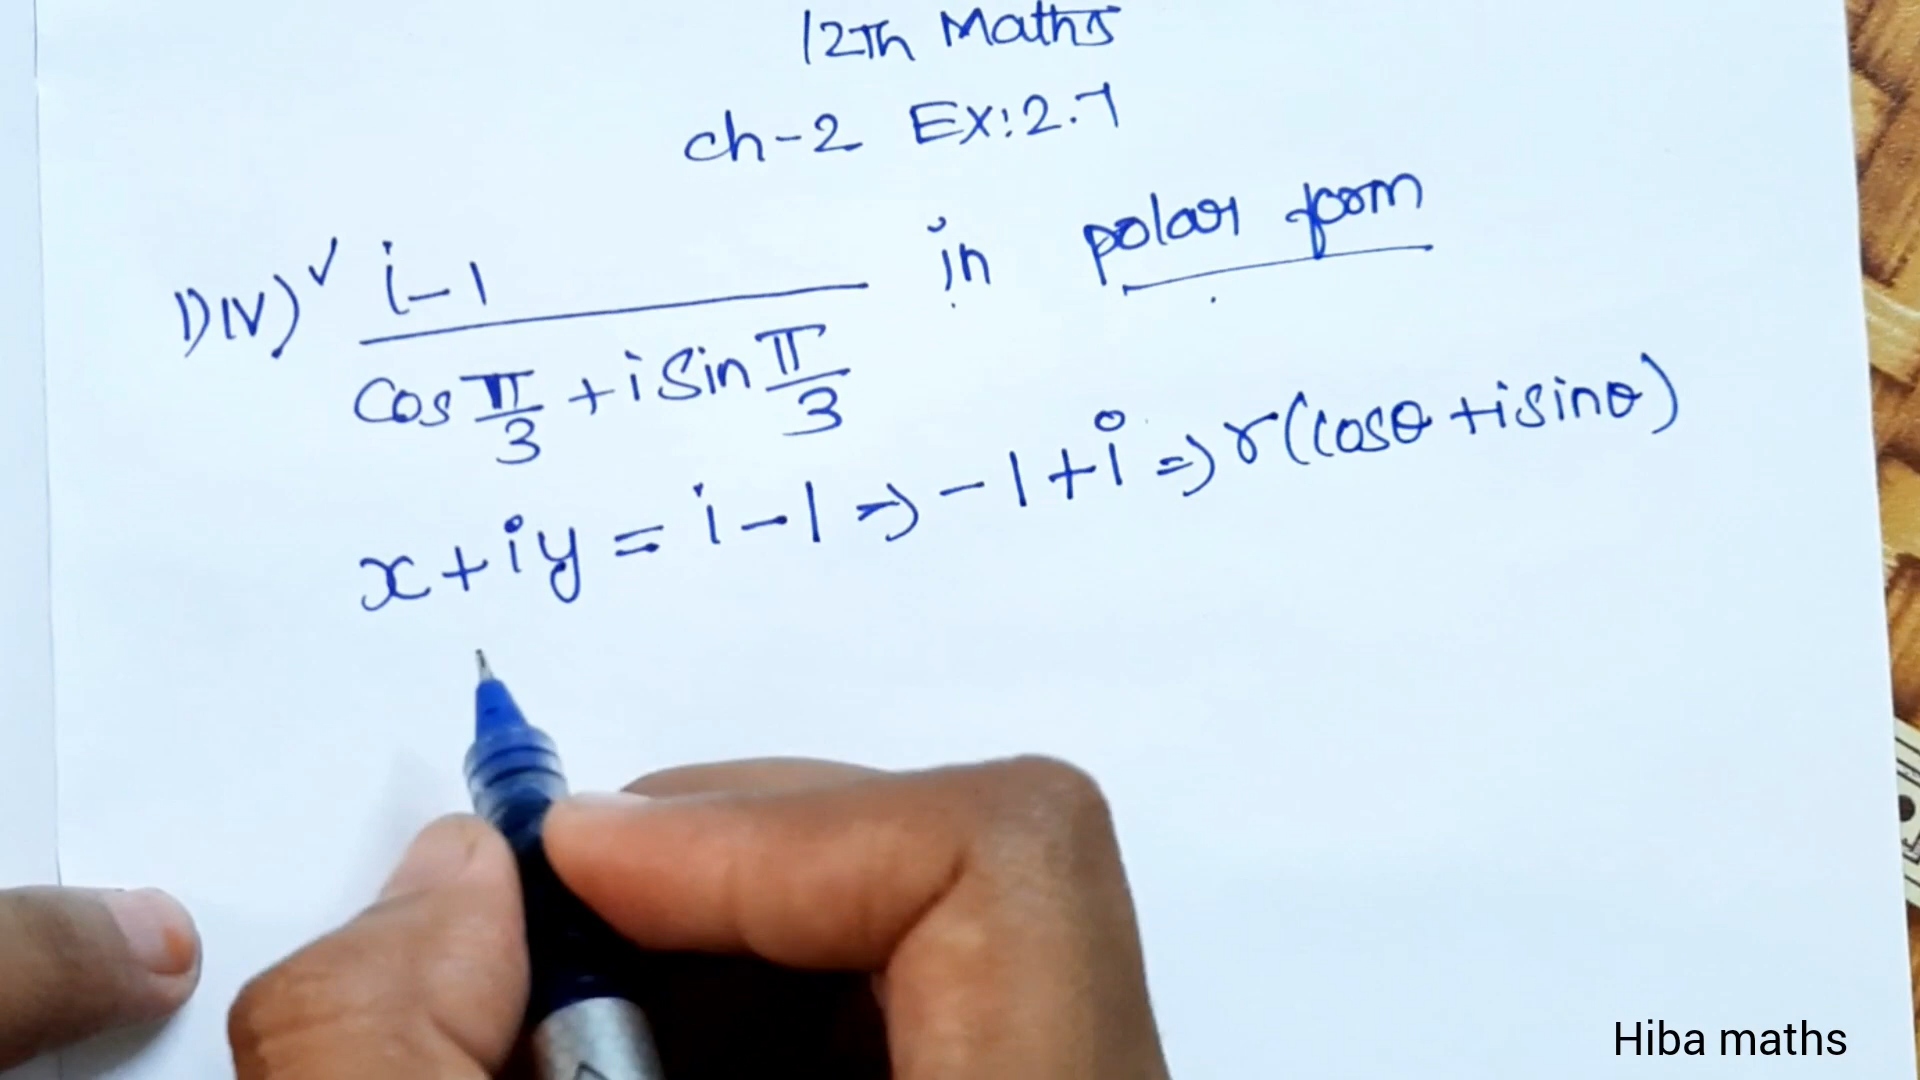 12Th Maths
ch-2 Ex:2.7
1) IV) ✓ i-1 / cos π/3 + i Sin π/3 in polar form
x+iy = i-1 ⇒ -1+i ⇒ r(cosθ +isinθ)
Hiba maths